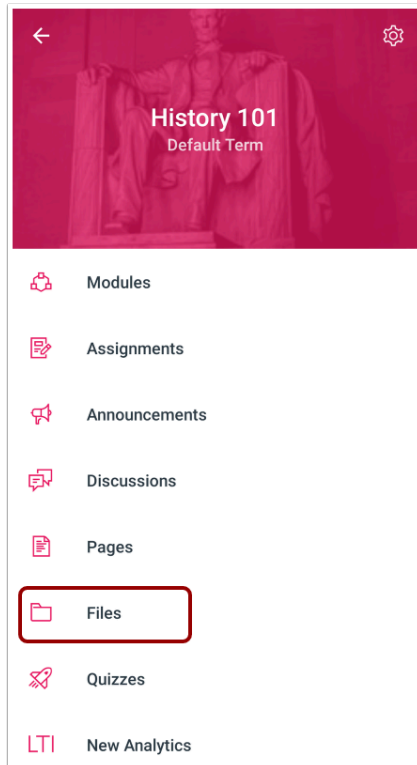 History 101
Default Term
Modules
Assignments
Announcements
Discussions
Pages
Files
Quizzes
LTI New Analytics